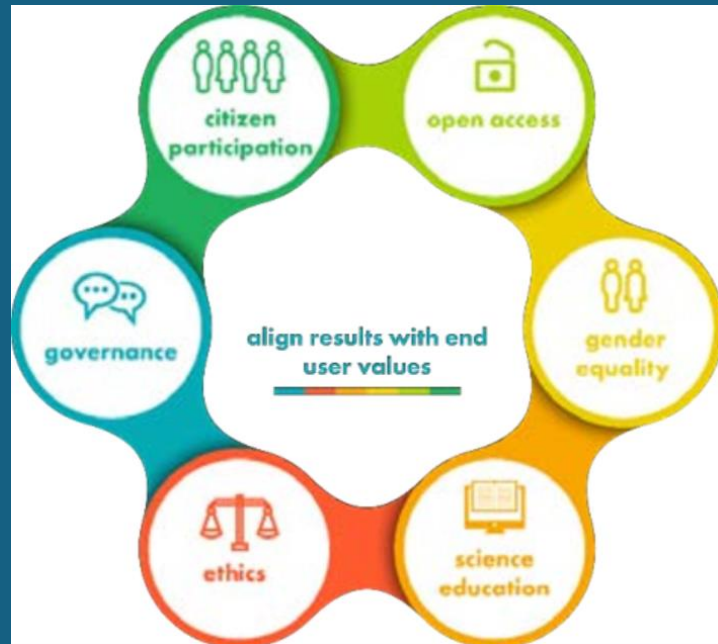 citizen
participation
open access
governance
align results with end
user values
gender
equality
ethics
science
education